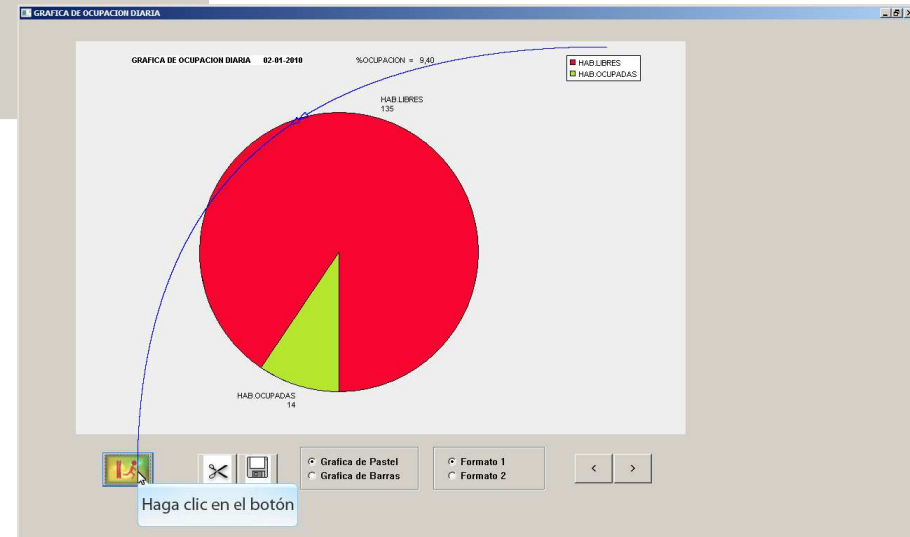 GRAFICA DE OCUPACION DIARIA
GRAFICA DE OCUPACION DIARIA 02-01-2010 %OCUPACION = 9,40
HAB.LIBRES
HAB.OCUPADAS
HAB.LIBRES
135
HAB.OCUPADAS
14
Grafica de Pastel
Grafica de Barras
Formato 1
Formato 2
< >
Haga clic en el botón